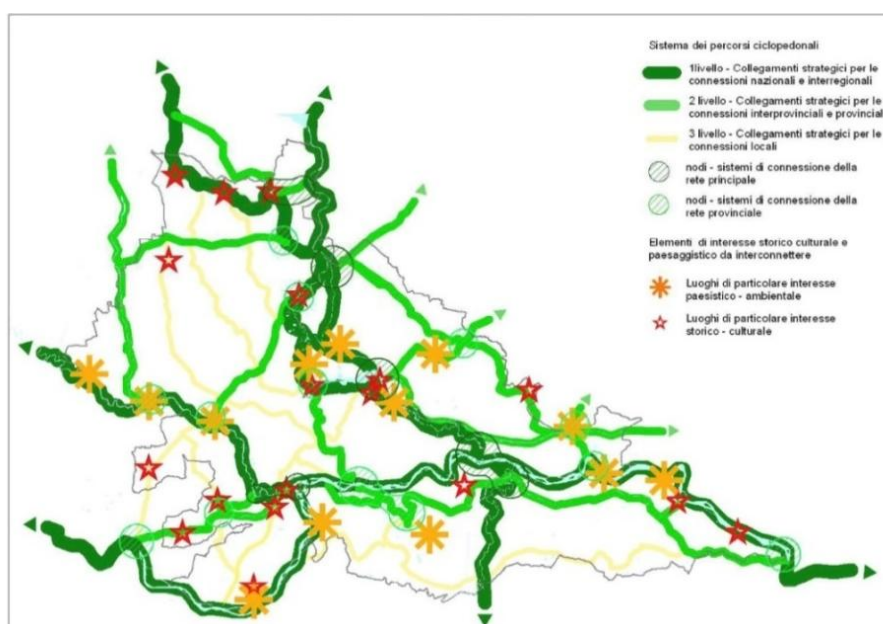 Sistema dei percorsi ciclopedonali
1livello - Collegamenti strategici per le
connessioni nazionali e interregionali
2 livello - Collegamenti strategici per le
connessioni interprovinciali e provinciali
3 livello - Collegamenti strategici per le
connessioni locali
nodi - sistemi di connessione della
rete principale
nodi - sistemi di connessione della
rete provinciale
Elementi di interesse storico culturale e
paesaggistico da interconnettere
Luoghi di particolare interesse
paesistico - ambientale
Luoghi di particolare interesse
storico - culturale